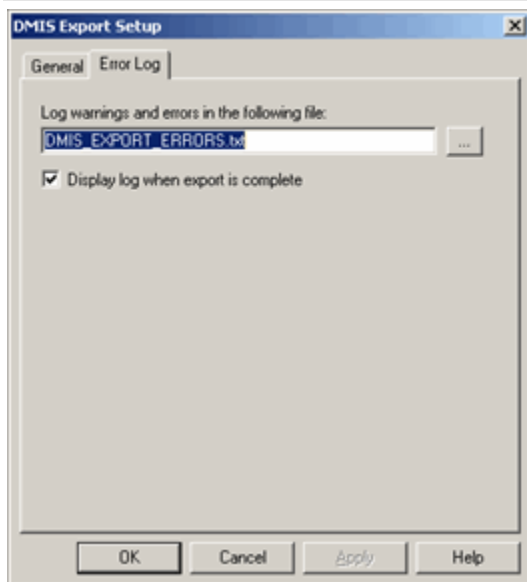 DMIS Export Setup
General Error Log
Log warnings and errors in the following file:
DMIS_EXPORT_ERRORS.txt
...
Display log when export is complete
OK Cancel Apply Help